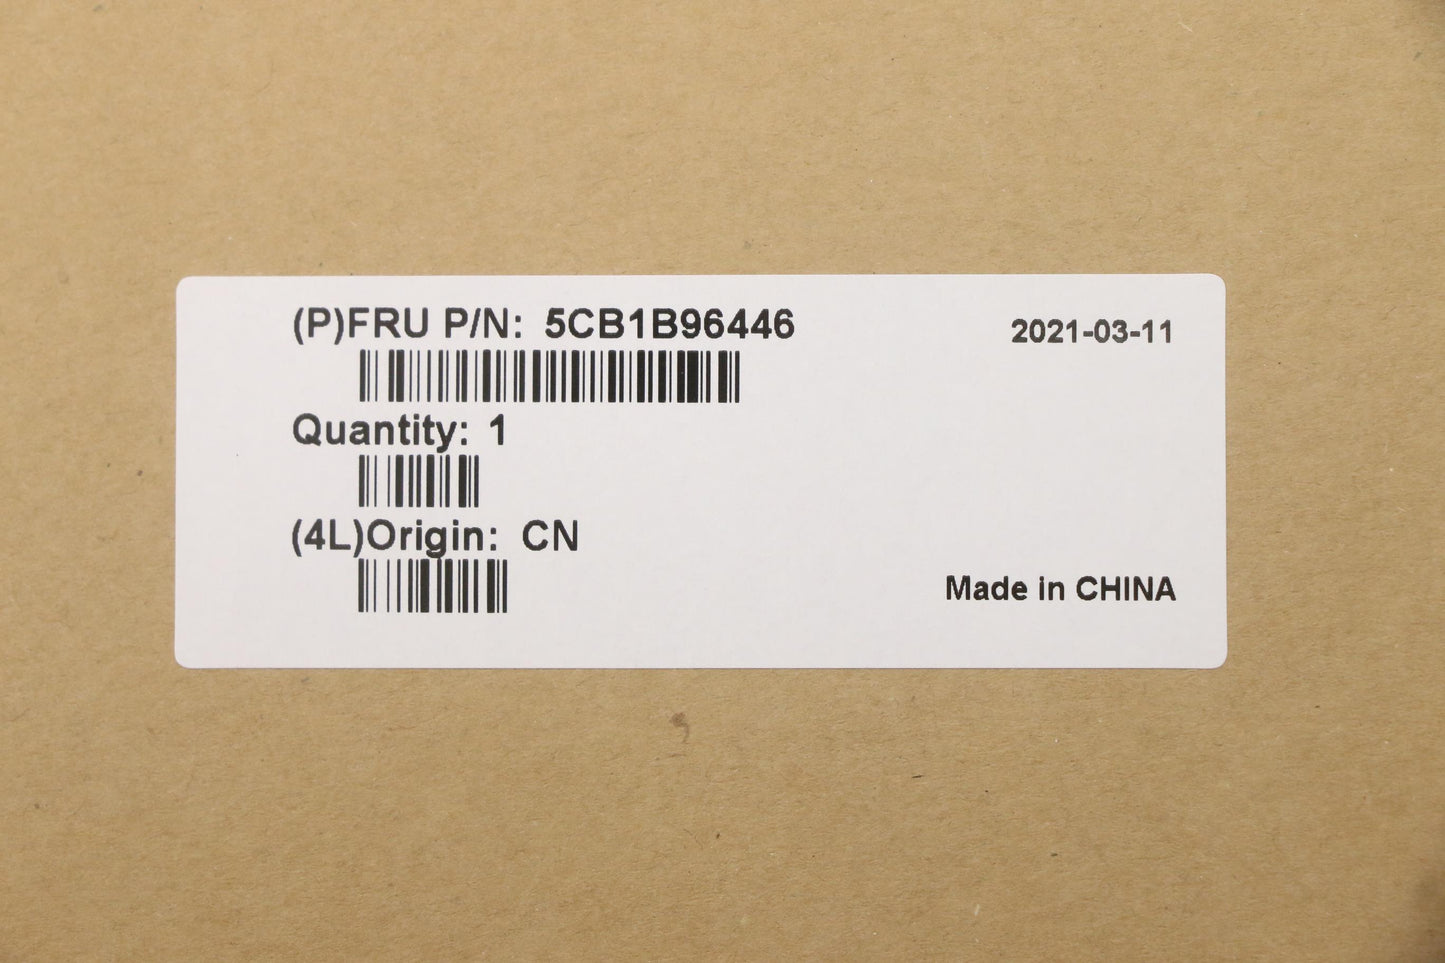 (P)FRU P/N: 5CB1B96446
2021-03-11
Quantity: 1
(4L)Origin: CN
Made in CHINA